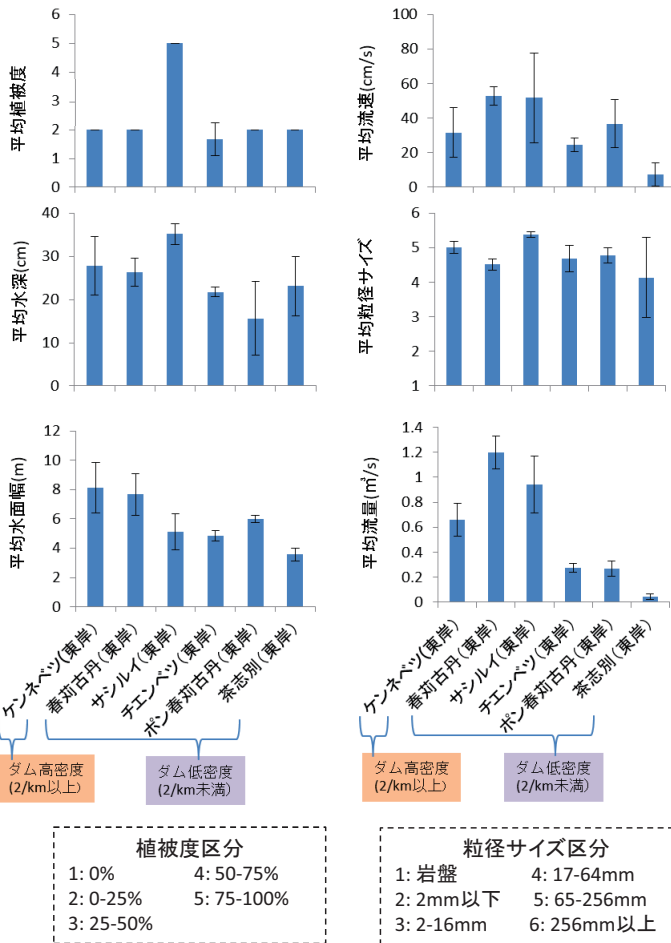 平均植被度
6
5
4
3
2
1
0
平均流速(cm/s)
100
80
60
40
20
0
平均水深(cm)
40
30
20
10
0
平均粒径サイズ
6
5
4
3
2
1
平均水面幅(m)
12
10
8
6
4
2
0
平均流量(m³/s)
1.4
1.2
1
0.8
0.6
0.4
0.2
0
ケンネベツ(東岸)
春苅古丹(東岸)
サシルイ(東岸)
チエンベツ(東岸)
ポン春苅古丹(東岸)
茶志別(東岸)
ケンネベツ(東岸)
春苅古丹(東岸)
サシルイ(東岸)
チエンベツ(東岸)
ポン春苅古丹(東岸)
茶志別(東岸)
ダム高密度
(2/km以上)
ダム低密度
(2/km未満)
ダム高密度
(2/km以上)
ダム低密度
(2/km未満)
植被度区分
1: 0% 4: 50-75%
2: 0-25% 5: 75-100%
3: 25-50%
粒径サイズ区分
1: 岩盤 4: 17-64mm
2: 2mm以下 5: 65-256mm
3: 2-16mm 6: 256mm以上